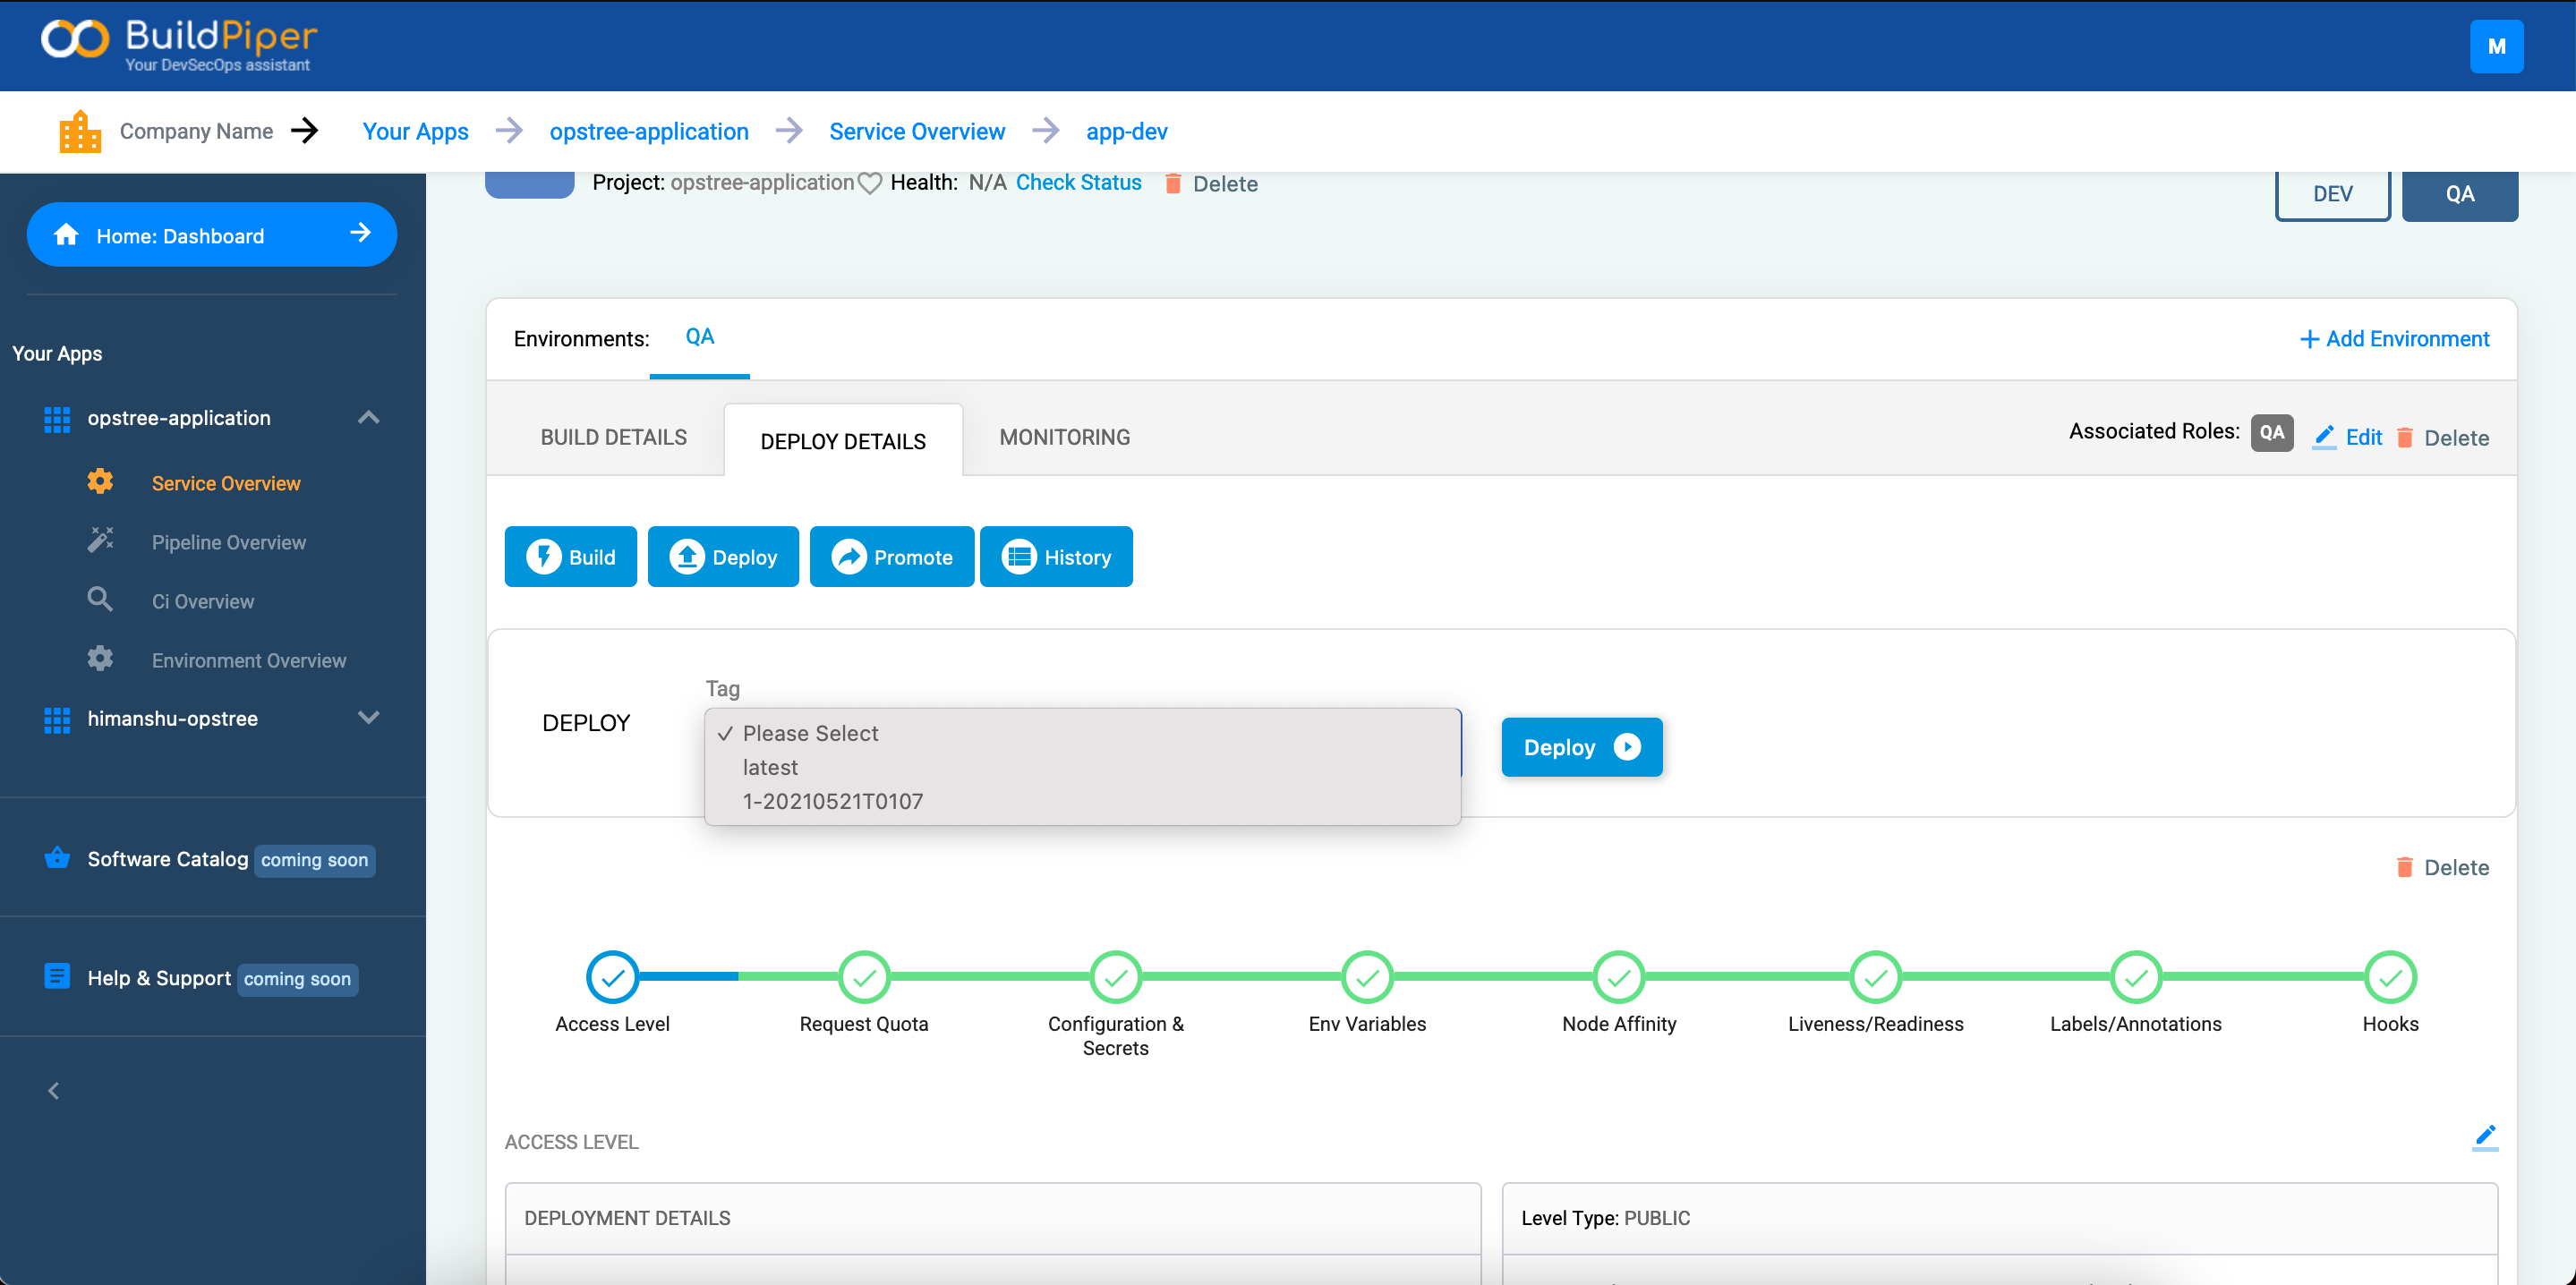 BuildPiper
Your DevSecOps assistant
M
Company Name
Your Apps
opstree-application
Service Overview
app-dev
Project: opstree-application Health: N/A Check Status Delete
DEV
QA
Home: Dashboard
Your Apps
opstree-application
Service Overview
Pipeline Overview
Ci Overview
Environment Overview
himanshu-opstree
Software Catalog coming soon
Help & Support coming soon
Environments: QA
Add Environment
BUILD DETAILS
DEPLOY DETAILS
MONITORING
Associated Roles: QA Edit Delete
Build
Deploy
Promote
History
DEPLOY
Tag
Please Select
latest
1-20210521T0107
Deploy
Delete
Access Level
Request Quota
Configuration &
Secrets
Env Variables
Node Affinity
Liveness/Readiness
Labels/Annotations
Hooks
ACCESS LEVEL
DEPLOYMENT DETAILS
Level Type: PUBLIC